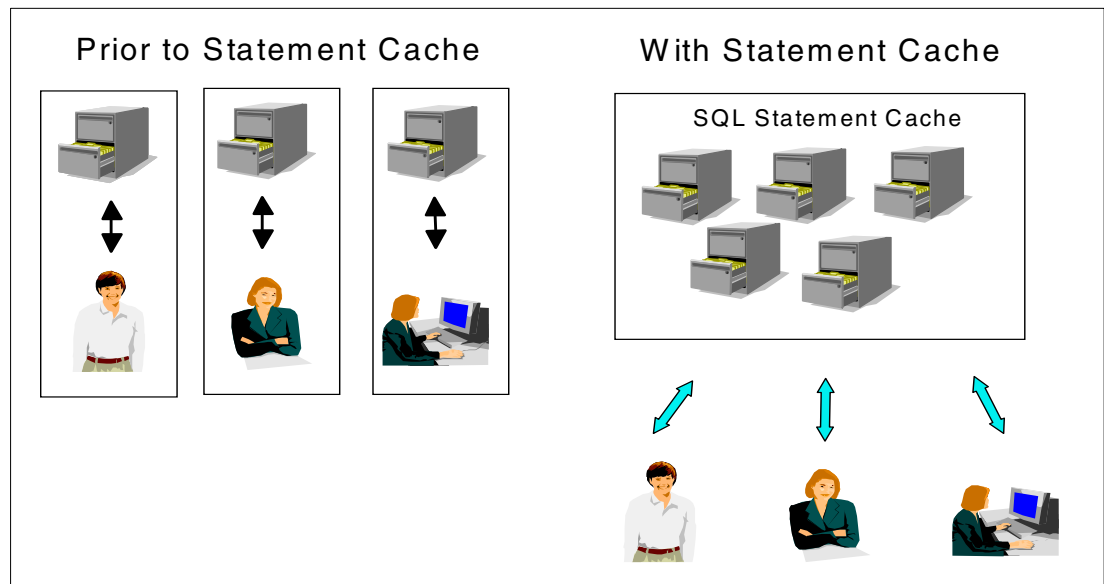 Prior to Statement Cache
With Statement Cache
SQL Statement Cache